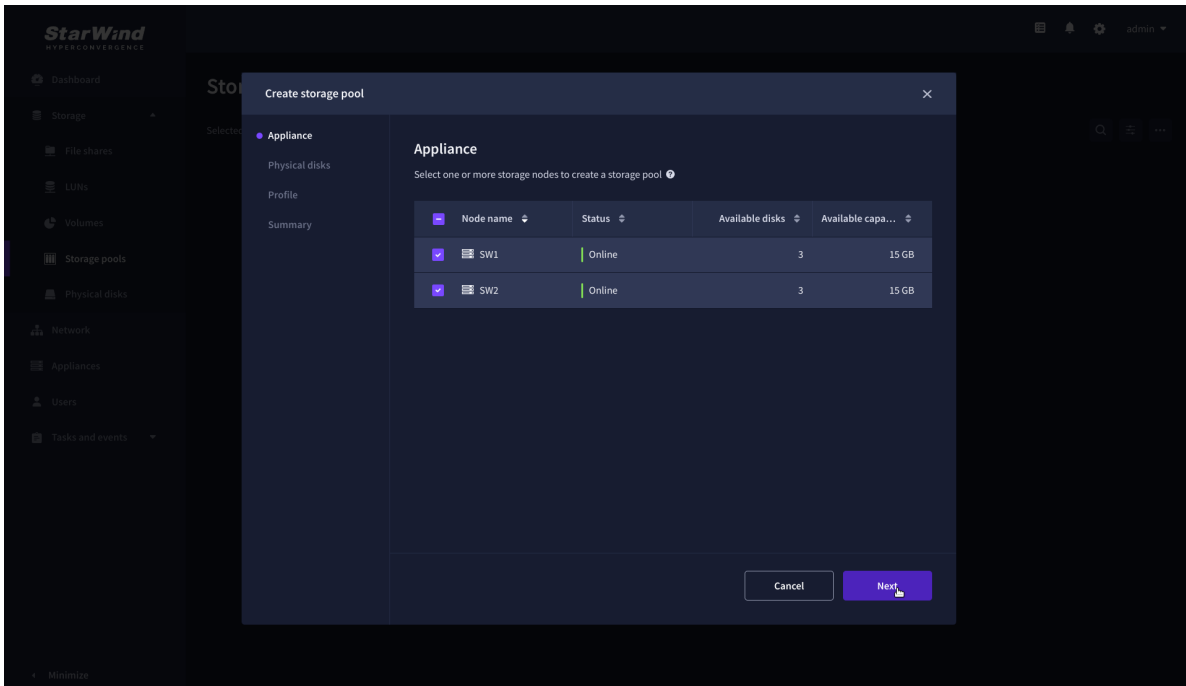 StarWind
HYPERCONVERGENCE
admin
Dashboard
Storage
File shares
LUNs
Volumes
Storage pools
Physical disks
Network
Appliances
Users
Tasks and events
Minimize
Stor
Selected
Create storage pool
Appliance
Physical disks
Profile
Summary
Appliance
Select one or more storage nodes to create a storage pool
Node name Status Available disks Available capa...
SW1 Online 3 15 GB
SW2 Online 3 15 GB
Cancel Next